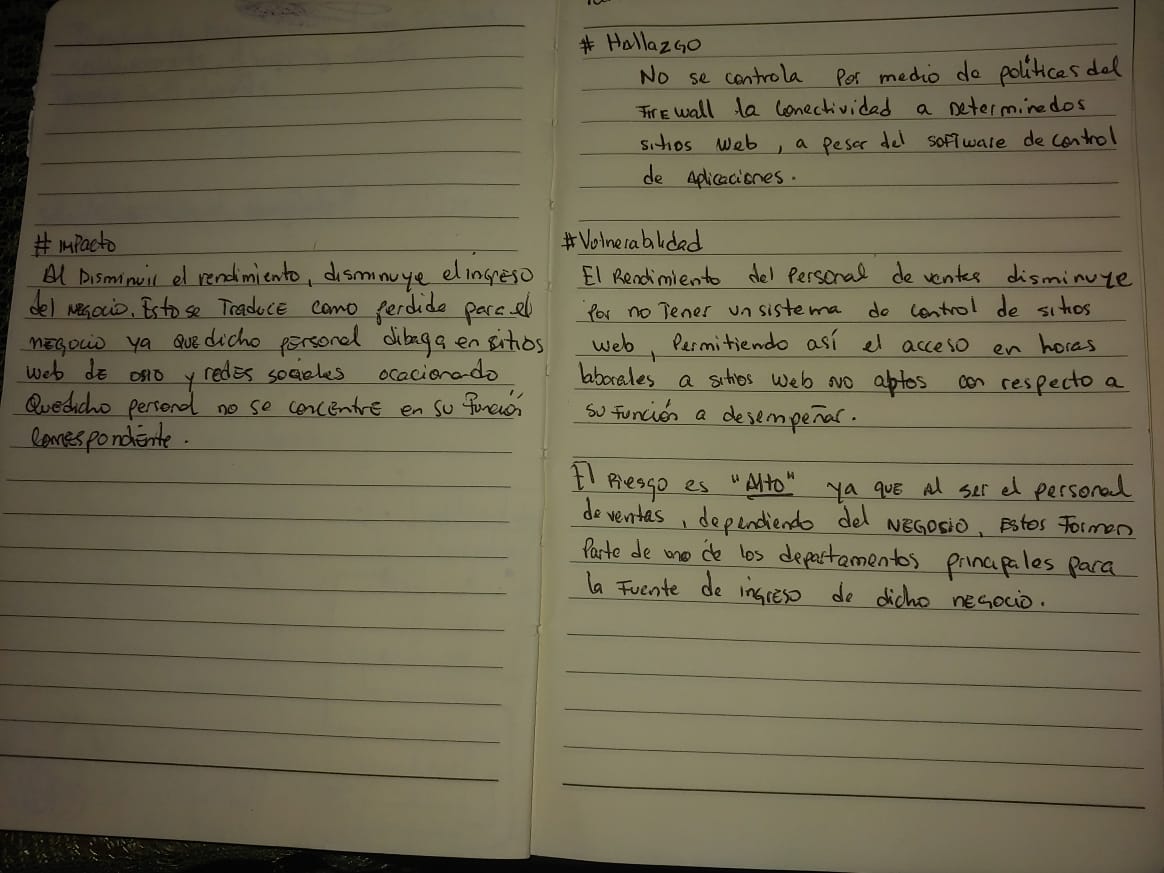 # Impacto
Al Disminuir el rendimiento, disminuye el ingreso
del negocio. Esto se Traduce como perdida para el
negocio ya que dicho personal dibaga en sitios
web de osio y redes sociales ocacionado
Que dicho personal no se concentre en su función
Correspondiente.
# Hallazgo
No se controla Por medio de políticas del
Firewall la Conectividad a Determinados
sitios web, a pesar del software de control
de Aplicaciones.
# Vulnerabilidad
El Rendimiento del Personal de ventas disminuye
Por no Tener un sistema de control de sitios
web, Permitiendo así el acceso en horas
laborales a sitios web no aptos con respecto a
su función a desempeñar.
El Riesgo es "Alto" ya que Al ser el personal
de ventas, dependiendo del Negosio, Estos Forman
Parte de uno de los departamentos principales para
la Fuente de ingreso de dicho negocio.